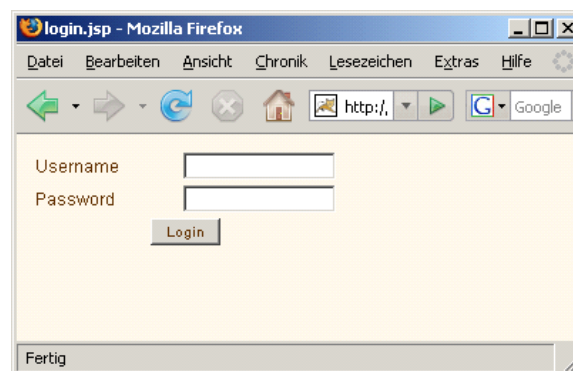 login.jsp - Mozilla Firefox
Datei Bearbeiten Ansicht Chronik Lesezeichen Extras Hilfe
http:/, G Google
Username
Password
Login
Fertig